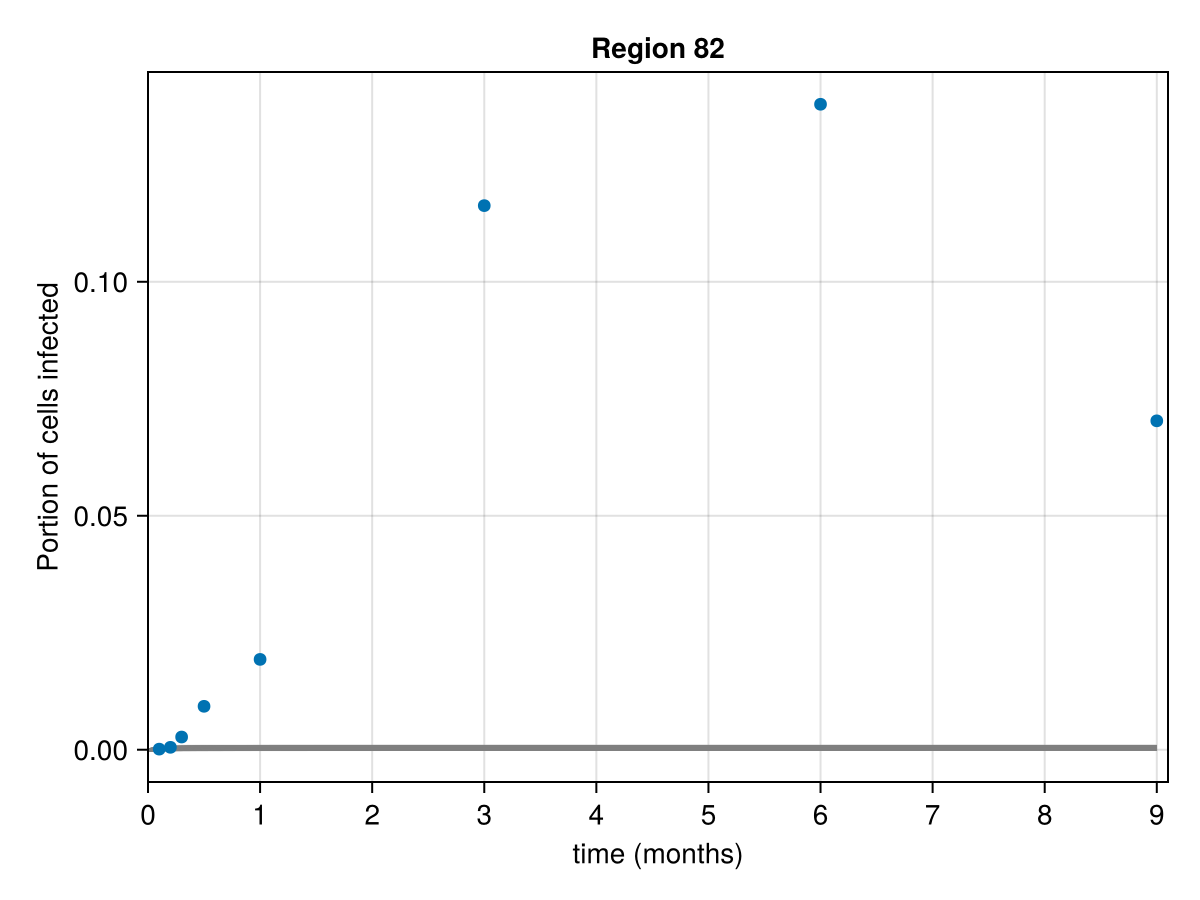 Region 82
Portion of cells infected
0.10
0.05
0.00
0 1 2 3 4 5 6 7 8 9
time (months)